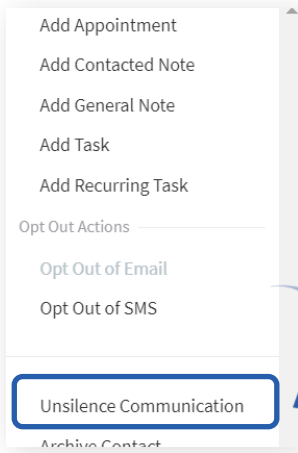 Add Appointment
Add Contacted Note
Add General Note
Add Task
Add Recurring Task
Opt Out Actions
Opt Out of Email
Opt Out of SMS
Unsilence Communication
Archive Contact